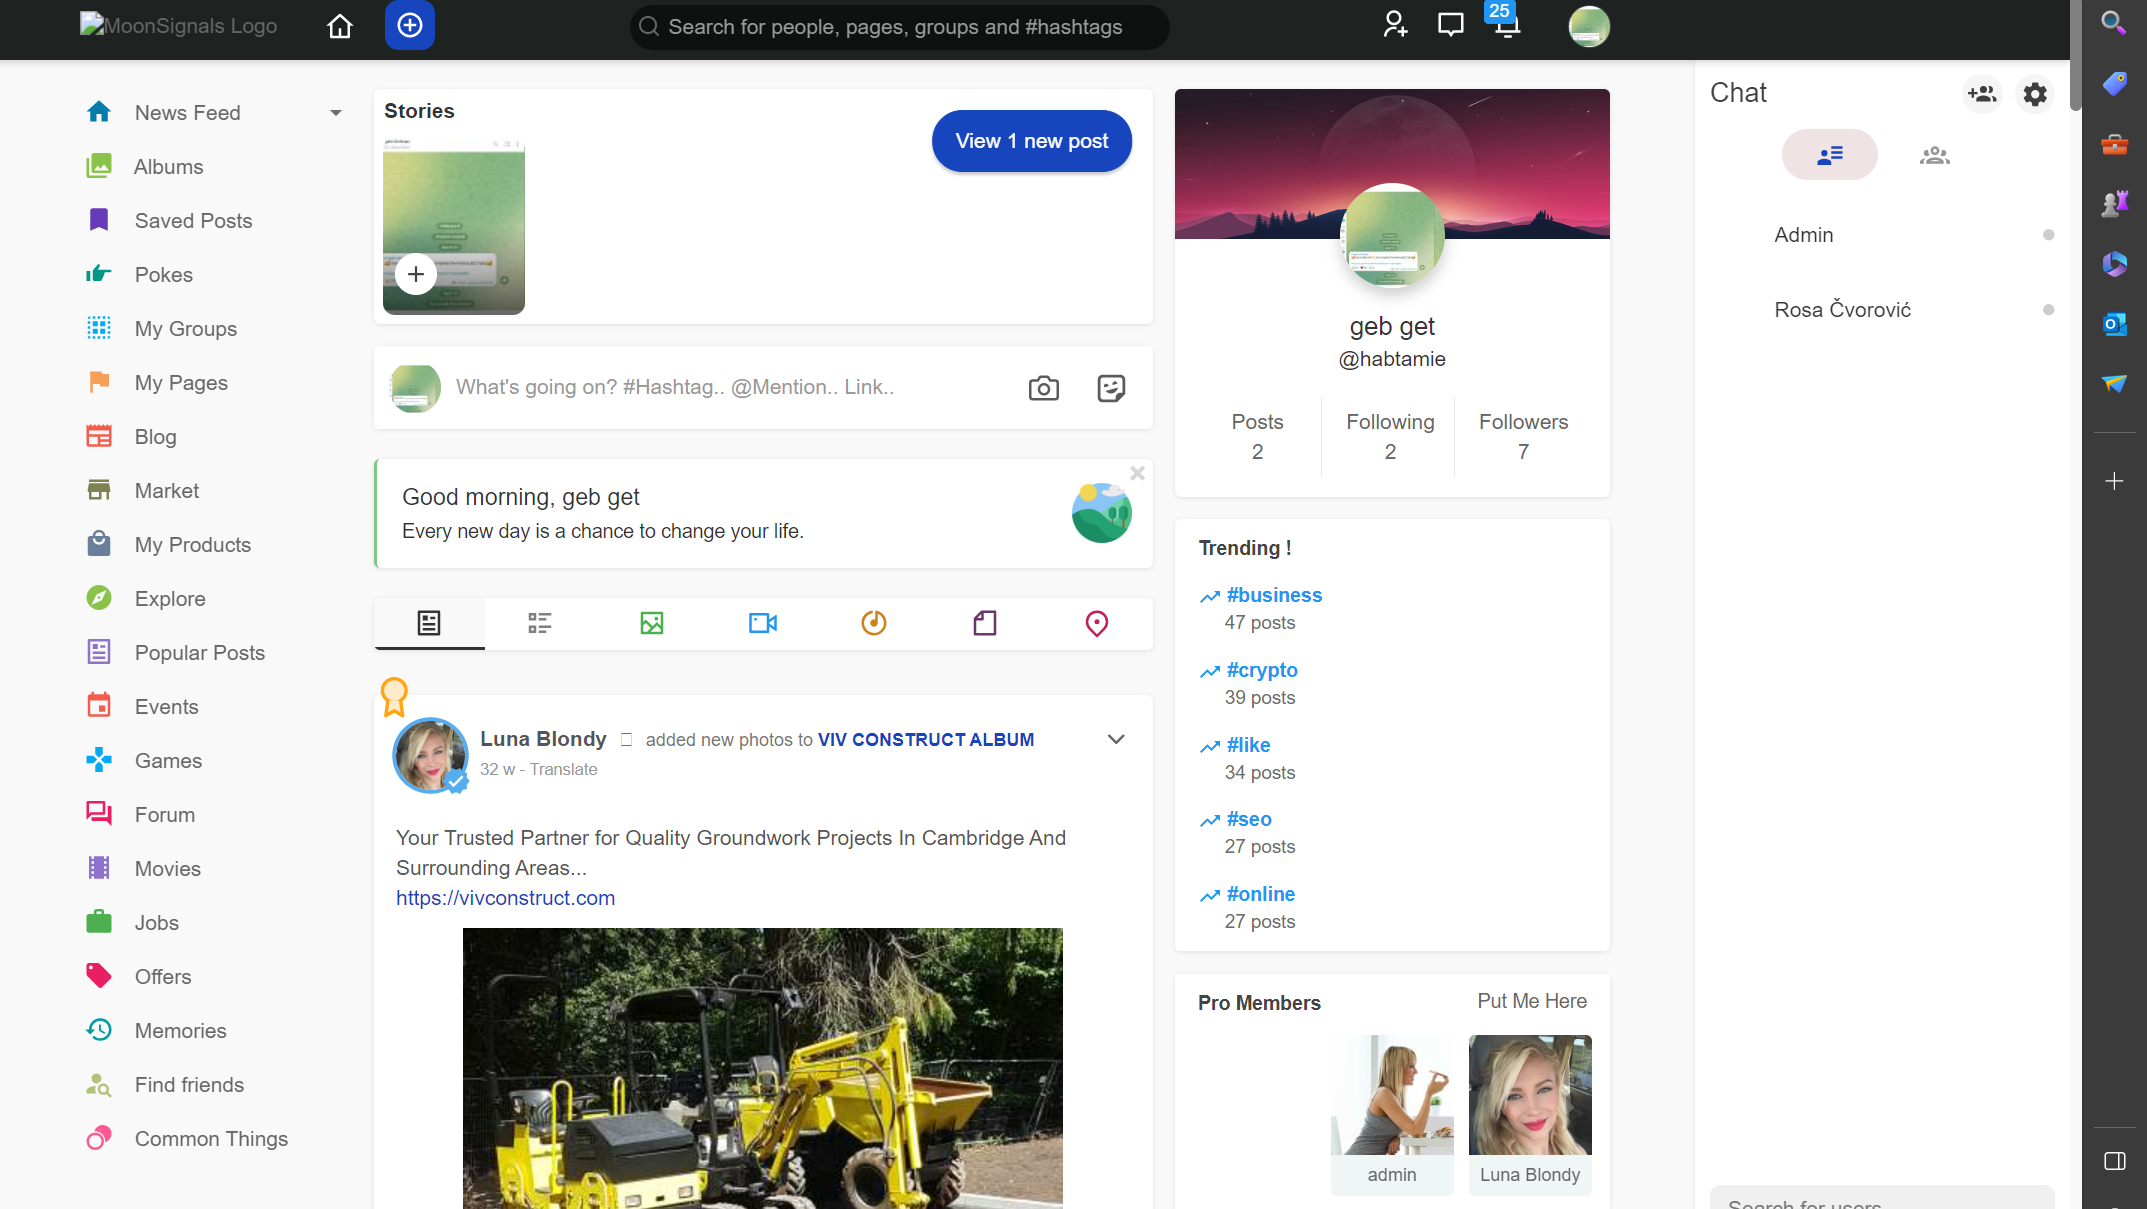 MoonSignals Logo
Search for people, pages, groups and #hashtags
25
News Feed
Albums
Saved Posts
Pokes
My Groups
My Pages
Blog
Market
My Products
Explore
Popular Posts
Events
Games
Forum
Movies
Jobs
Offers
Memories
Find friends
Common Things
Stories
View 1 new post
What's going on? #Hashtag.. @Mention.. Link..
Good morning, geb get
Every new day is a chance to change your life.
Luna Blondy added new photos to VIV CONSTRUCT ALBUM
32 w - Translate
Your Trusted Partner for Quality Groundwork Projects In Cambridge And
Surrounding Areas...
https://vivconstruct.com
geb get
@habtamie
Posts Following Followers
2 2 7
Trending !
#business
47 posts
#crypto
39 posts
#like
34 posts
#seo
27 posts
#online
27 posts
Pro Members Put Me Here
admin Luna Blondy
Chat
Admin
Rosa Čvorović
Search for users